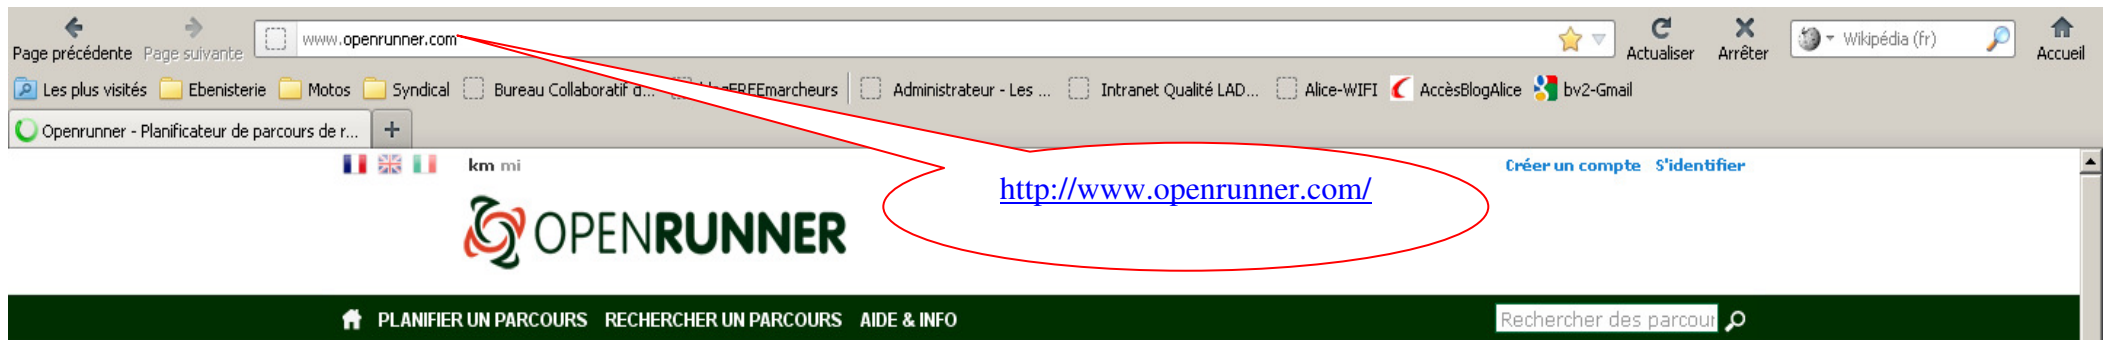 Page précédente Page suivante www.openrunner.com Actualiser Arrêter Wikipédia (fr) Accueil
Les plus visités Ebenisterie Motos Syndical Bureau Collaboratif d... blogFREEmarcheurs Administrateur - Les ... Intranet Qualité LAD... Alice-WIFI AccèsBlogAlice bv2-Gmail
Openrunner - Planificateur de parcours de r... +
km mi Créer un compte S'identifier
http://www.openrunner.com/
OPENRUNNER
PLANIFIER UN PARCOURS RECHERCHER UN PARCOURS AIDE & INFO Rechercher des parcour